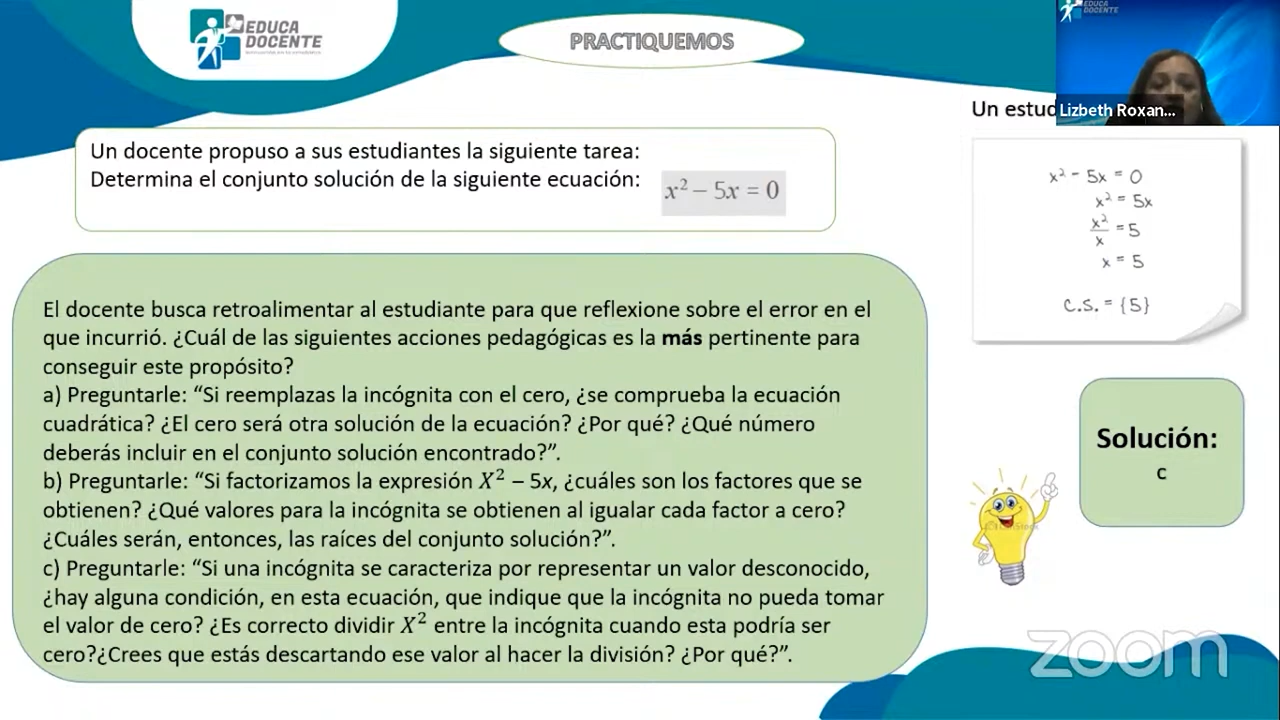 EDUCA
DOCENTE
PRACTIQUEMOS
EDUCA
DOCENTE
Lizbeth Roxan...
Un
Un docente propuso a sus estudiantes la siguiente tarea:
Determina el conjunto solución de la siguiente ecuación: x² – 5x = 0
x² - 5x = 0
x² = 5x
x²/x = 5
x = 5
C.S. = {5}
El docente busca retroalimentar al estudiante para que reflexione sobre el error en el
que incurrió. ¿Cuál de las siguientes acciones pedagógicas es la más pertinente para
conseguir este propósito?
a) Preguntarle: “Si reemplazas la incógnita con el cero, ¿se comprueba la ecuación
cuadrática? ¿El cero será otra solución de la ecuación? ¿Por qué? ¿Qué número
deberás incluir en el conjunto solución encontrado?”.
b) Preguntarle: “Si factorizamos la expresión X² – 5x, ¿cuáles son los factores que se
obtienen? ¿Qué valores para la incógnita se obtienen al igualar cada factor a cero?
¿Cuáles serán, entonces, las raíces del conjunto solución?”.
c) Preguntarle: “Si una incógnita se caracteriza por representar un valor desconocido,
¿hay alguna condición, en esta ecuación, que indique que la incógnita no pueda tomar
el valor de cero? ¿Es correcto dividir X² entre la incógnita cuando esta podría ser
cero?¿Crees que estás descartando ese valor al hacer la división? ¿Por qué?”.
Solución:
c
zoom